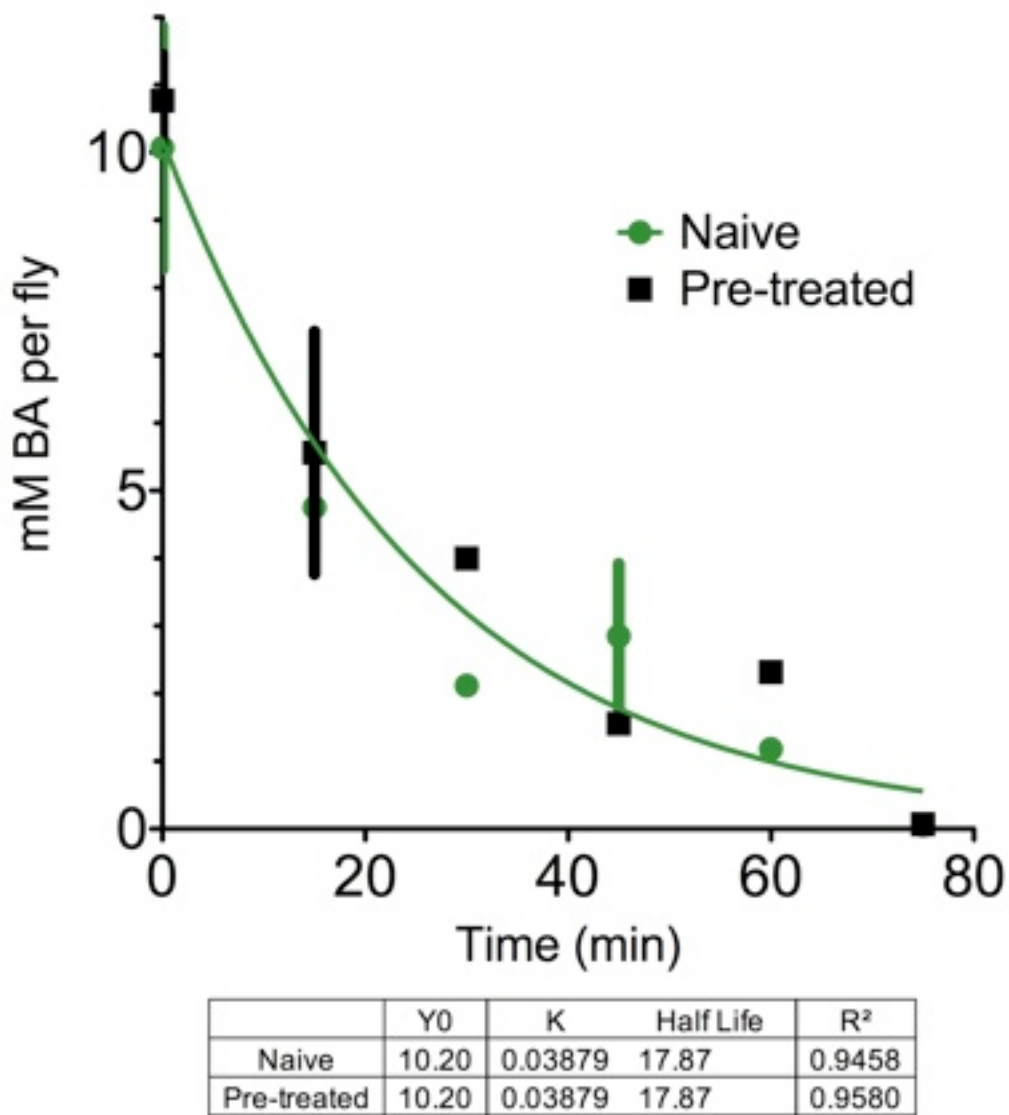 10
5
0
mM BA per fly
Naive
Pre-treated
0 20 40 60 80
Time (min)
Y0 K Half Life R²
Naive 10.20 0.03879 17.87 0.9458
Pre-treated 10.20 0.03879 17.87 0.9580